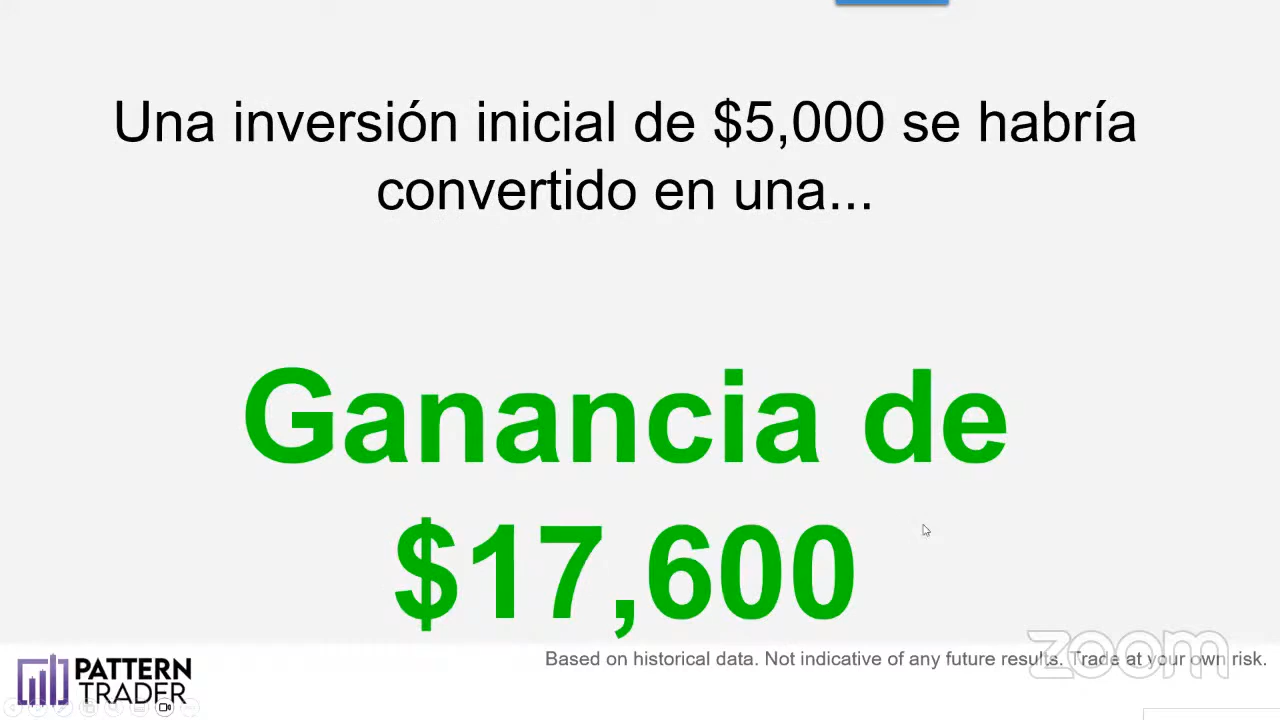 Una inversión inicial de $5,000 se habría
convertido en una...
Ganancia de
$17,600
zoom
Based on historical data. Not indicative of any future results. Trade at your own risk.
PATTERN
TRADER